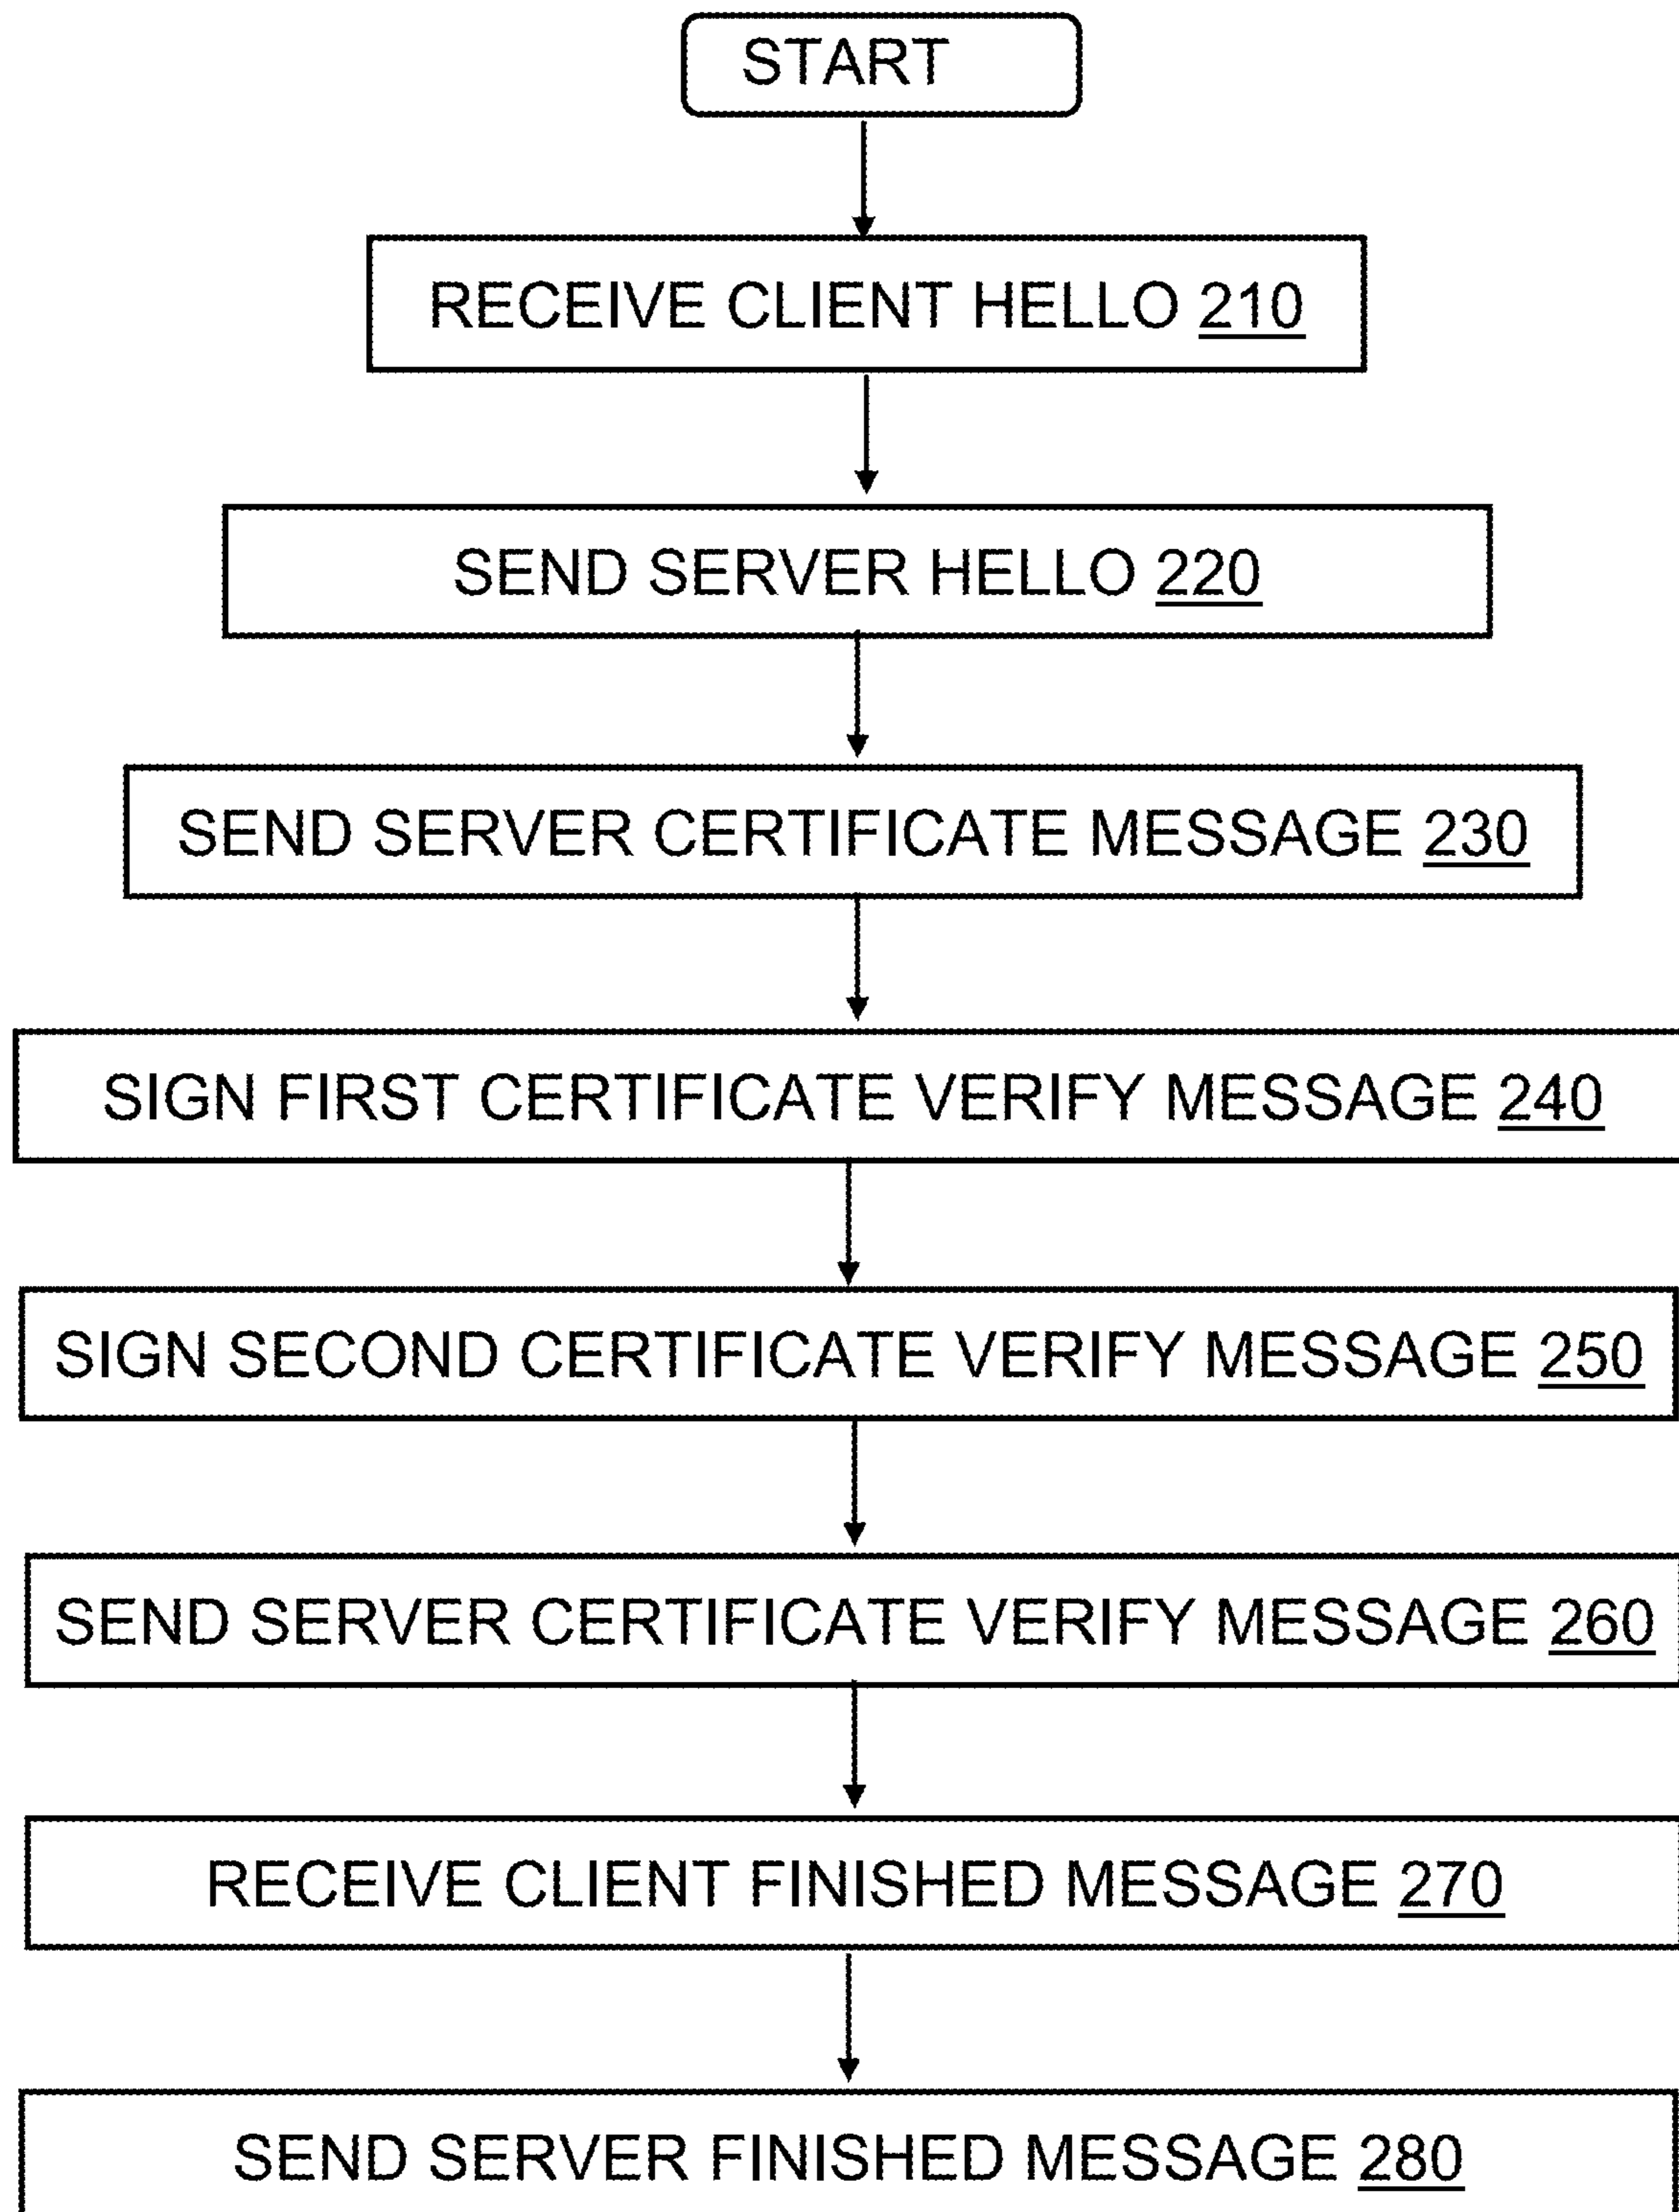 START
RECEIVE CLIENT HELLO 210
SEND SERVER HELLO 220
SEND SERVER CERTIFICATE MESSAGE 230
SIGN FIRST CERTIFICATE VERIFY MESSAGE 240
SIGN SECOND CERTIFICATE VERIFY MESSAGE 250
SEND SERVER CERTIFICATE VERIFY MESSAGE 260
RECEIVE CLIENT FINISHED MESSAGE 270
SEND SERVER FINISHED MESSAGE 280